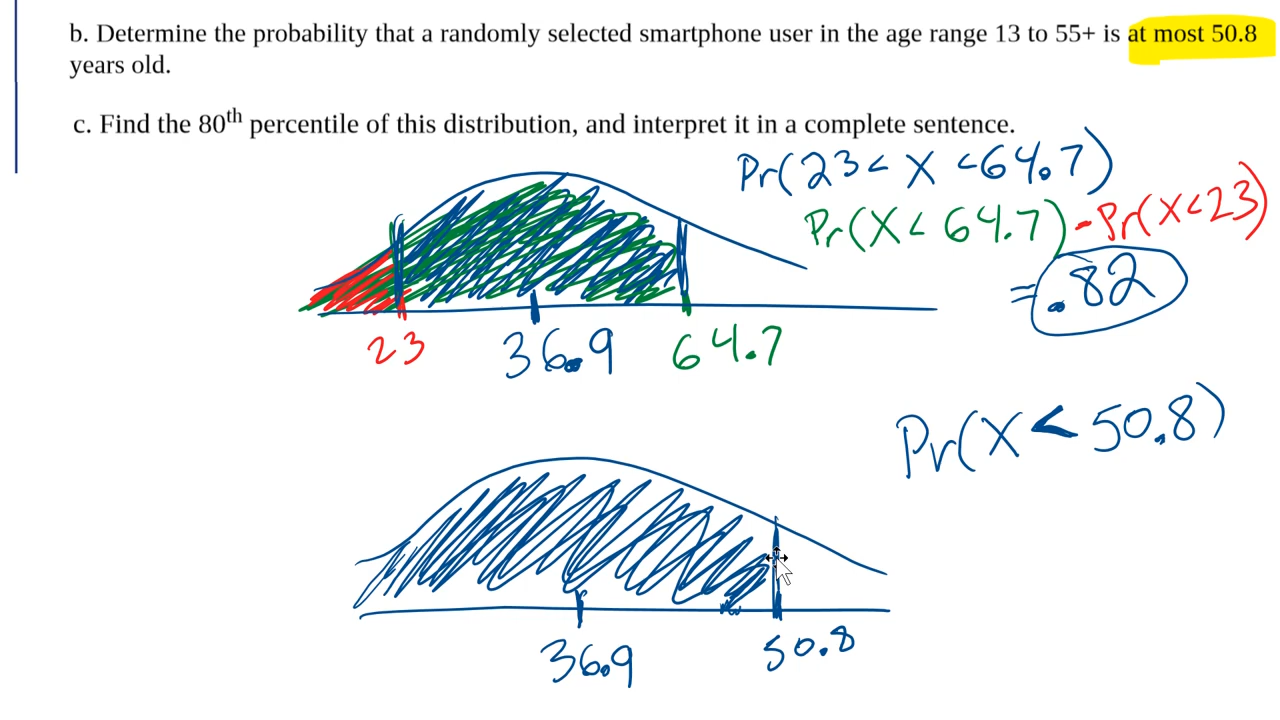 b. Determine the probability that a randomly selected smartphone user in the age range 13 to 55+ is at most 50.8
years old.
c. Find the 80th percentile of this distribution, and interpret it in a complete sentence.
Pr(23 < X < 64.7)
Pr(X < 64.7) - Pr(X < 23)
= .82
23 36.9 64.7
Pr(X < 50.8)
36.9 50.8